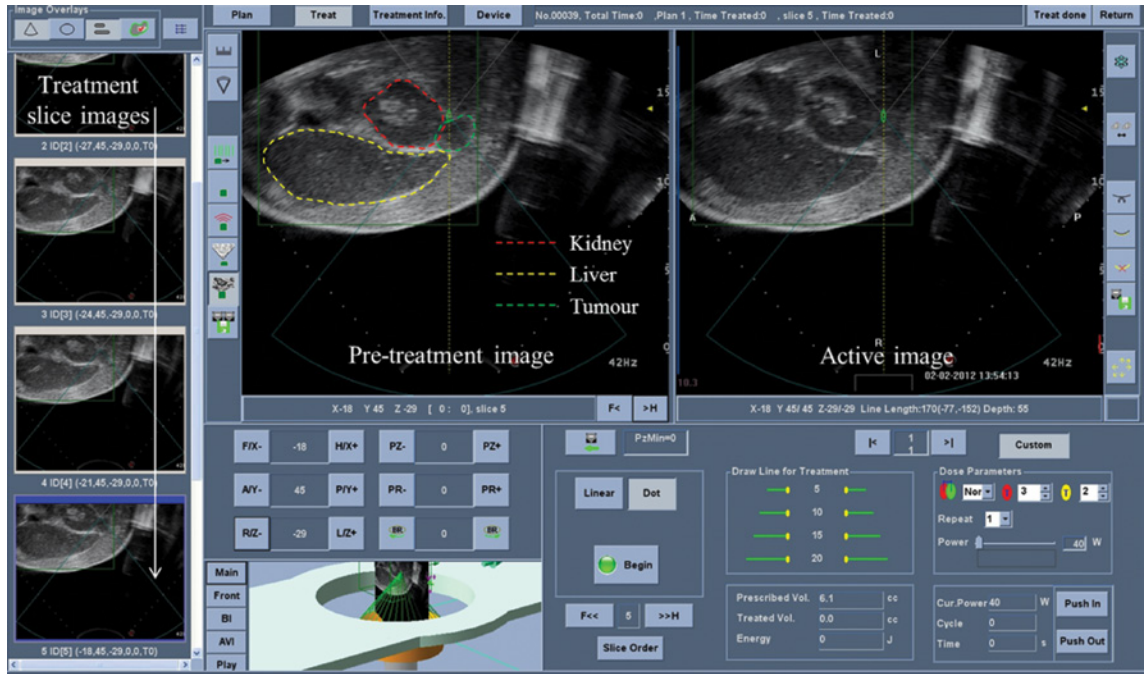 Image Overlays
Plan Treat Treatment Info. Device No.00039, Total Time:0 ,Plan 1 , Time Treated:0 , slice 5 , Time Treated:0 Treat done Return
Treatment
slice images
2 ID[2] (-27,45,-29,0,0,T0)
3 ID[3] (-24,45,-29,0,0,T0)
4 ID[4] (-21,45,-29,0,0,T0)
5 ID[5] (-18,45,-29,0,0,T0)
15
10
Kidney
Liver
Tumour
Pre-treatment image
42Hz
X-18 Y 45 Z -29 [ 0 : 0], slice 5 F< >H
L
15
10
A
P
R
Active image
42Hz
02-02-2012 13:54:13
10.3
X-18 Y 45/ 45 Z-29/-29 Line Length:170(-77,-152) Depth: 55
F/X- -18 H/X+ PZ- 0 PZ+
A/Y- 45 P/Y+ PR- 0 PR+
R/Z- -29 L/Z+ BR 0 BR
Main
Front
BI
AVI
Play
PzMin=0
|< 1 >|
1
Custom
Linear Dot
Begin
F<< 5 >>H
Slice Order
Draw Line for Treatment
5
10
15
20
Dose Parameters
Nor T 3 T 2
Repeat 1
Power 40 W
Prescribed Vol. 6.1 cc
Treated Vol. 0.0 cc
Energy 0 J
Cur.Power 40 W Push In
Cycle 0
Time 0 s Push Out